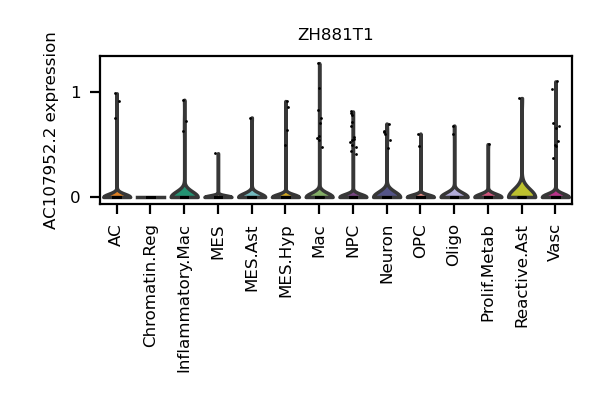 ZH881T1
AC107952.2 expression
1
0
AC
Chromatin.Reg
Inflammatory.Mac
MES
MES.Ast
MES.Hyp
Mac
NPC
Neuron
OPC
Oligo
Prolif.Metab
Reactive.Ast
Vasc